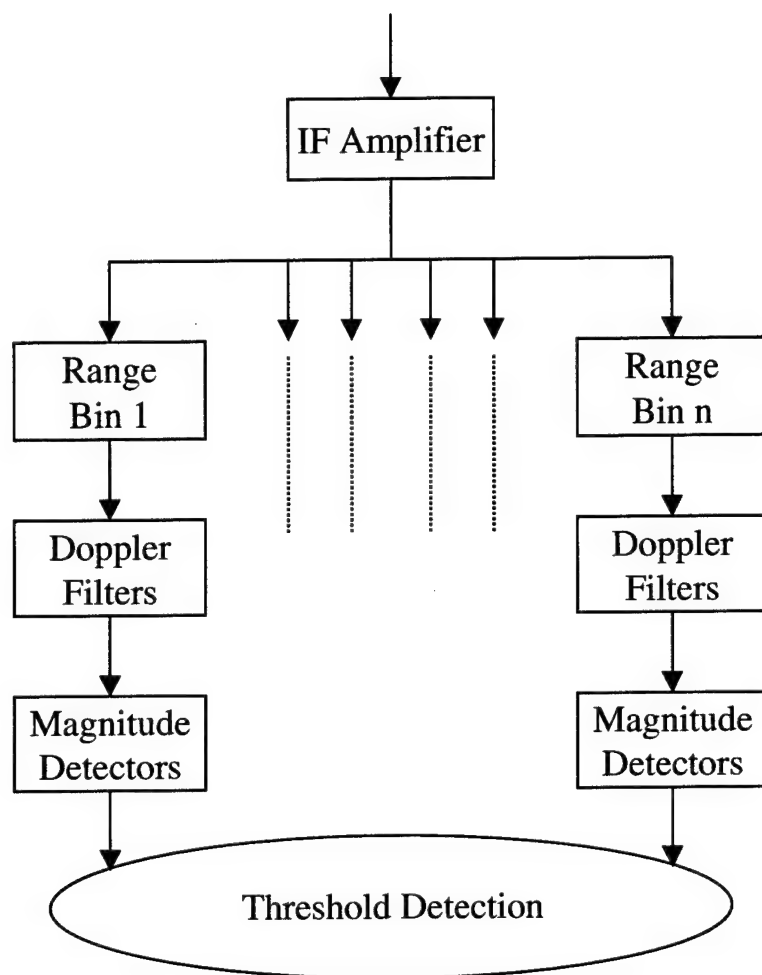 IF Amplifier
Range
Bin 1
Range
Bin n
Doppler
Filters
Doppler
Filters
Magnitude
Detectors
Magnitude
Detectors
Threshold Detection